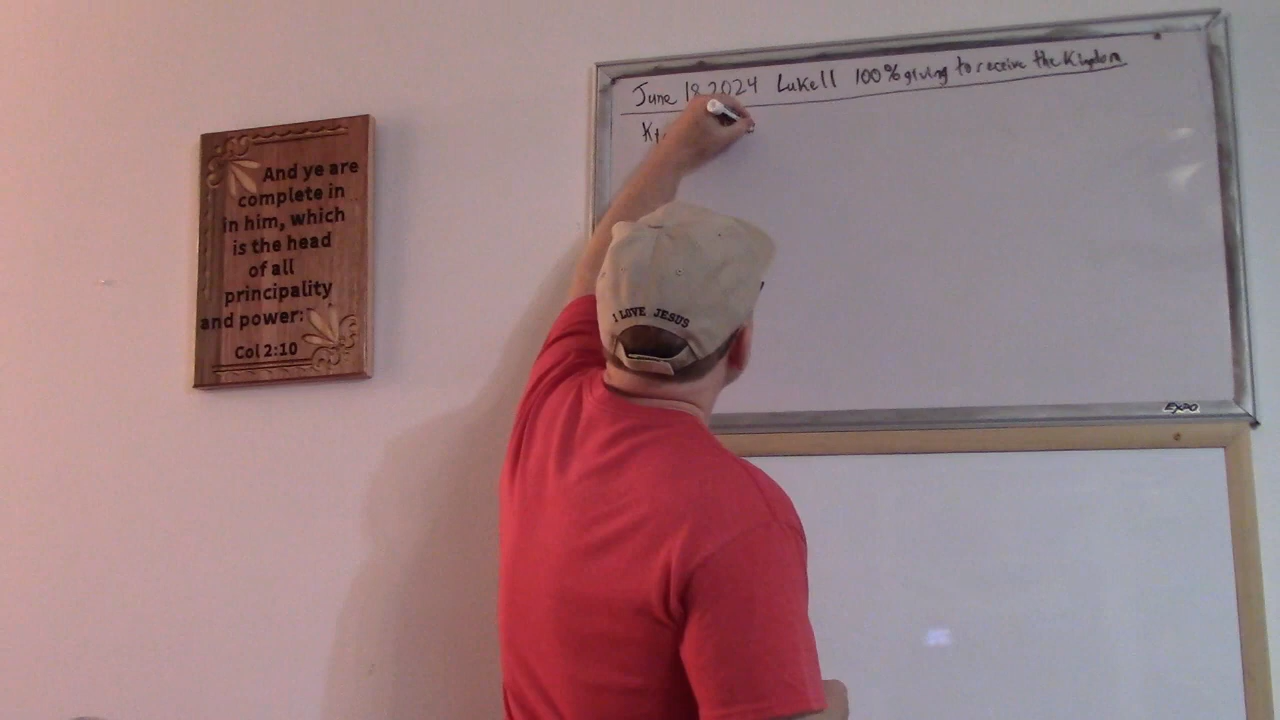 And ye are
complete in
in him, which
is the head
of all
principality
and power:
Col 2:10
June 18 2024 Luke 11 100% giving to receive the Kingdom
I LOVE JESUS
EXPO